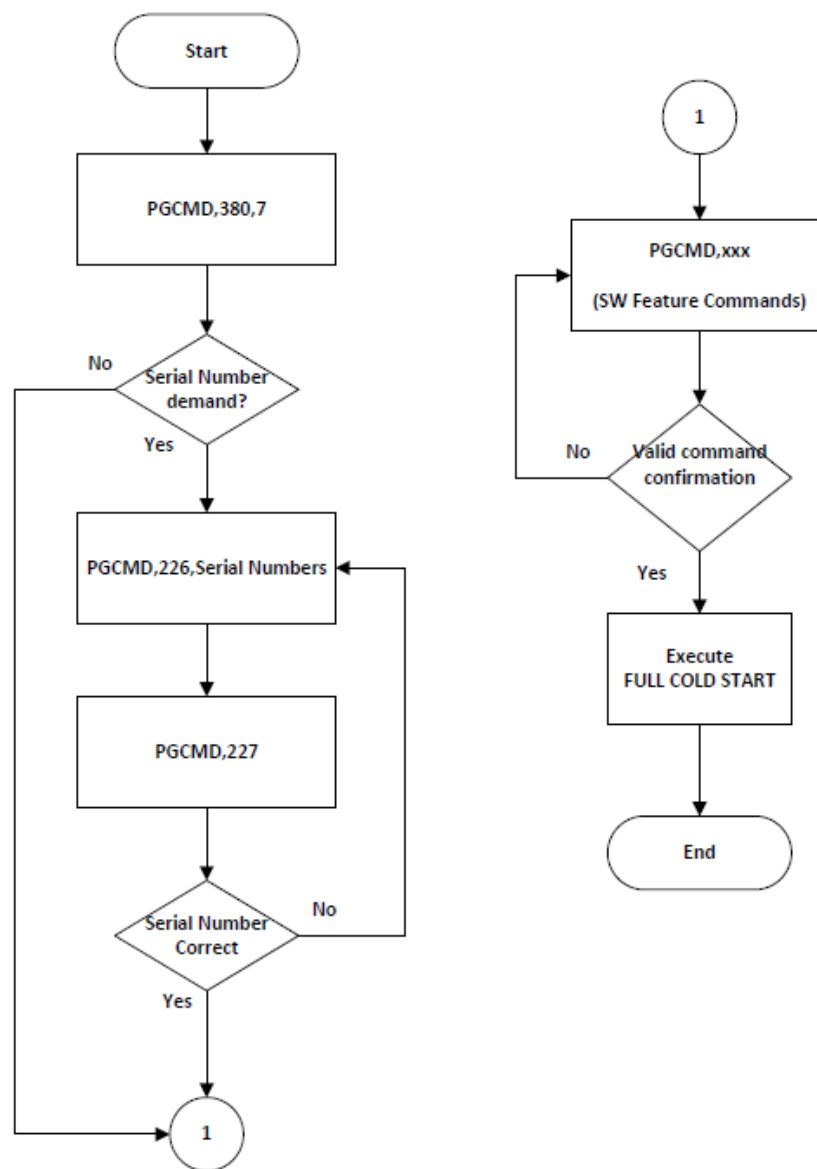 Start
PGCMD,380,7
Serial Number
demand?
No
Yes
PGCMD,226,Serial Numbers
PGCMD,227
Serial Number
Correct
No
Yes
1
1
PGCMD,xxx
(SW Feature Commands)
Valid command
confirmation
No
Yes
Execute
FULL COLD START
End